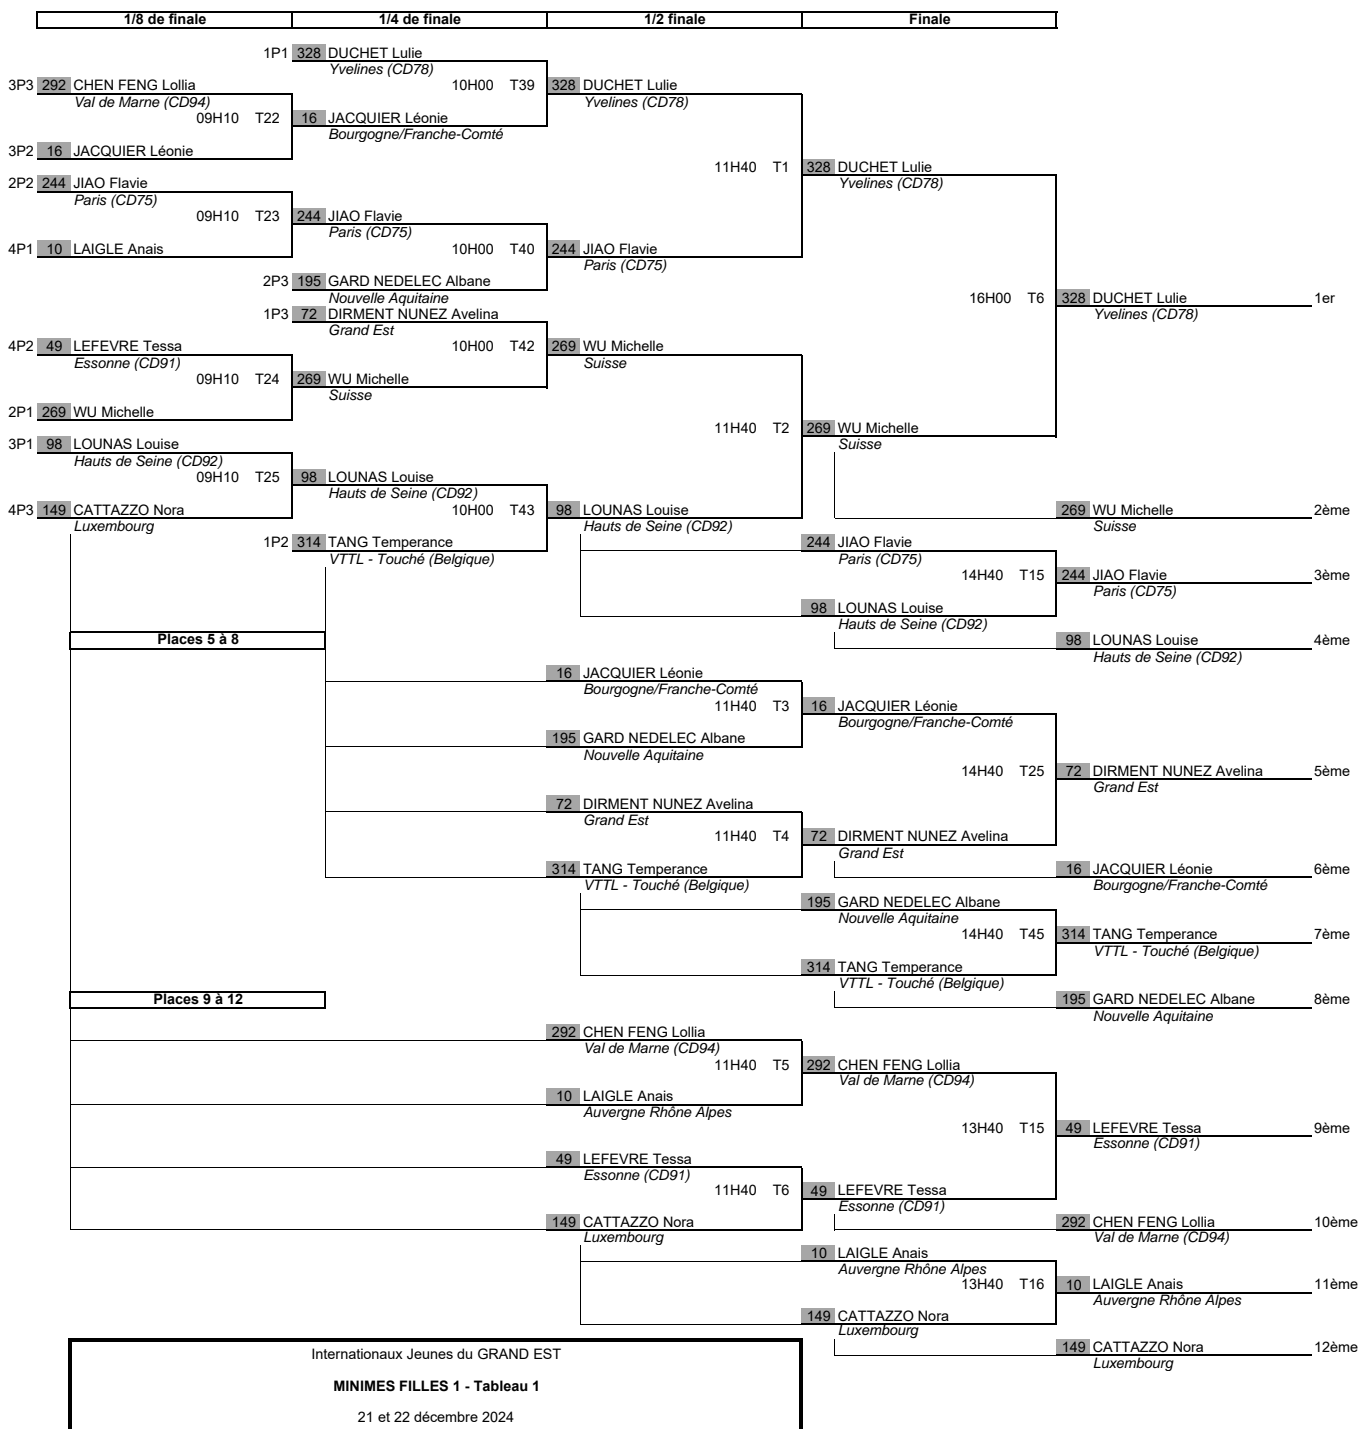 1/8 de finale 1/4 de finale 1/2 finale Finale
1P1 328 DUCHET Lulie
Yvelines (CD78)
3P3 292 CHEN FENG Lollia 10H00 T39 328 DUCHET Lulie
Val de Marne (CD94) Yvelines (CD78)
09H10 T22 16 JACQUIER Léonie
Bourgogne/Franche-Comté
3P2 16 JACQUIER Léonie
11H40 T1 328 DUCHET Lulie
2P2 244 JIAO Flavie Yvelines (CD78)
Paris (CD75)
09H10 T23 244 JIAO Flavie
Paris (CD75)
4P1 10 LAIGLE Anais 10H00 T40 244 JIAO Flavie
Paris (CD75)
2P3 195 GARD NEDELEC Albane
Nouvelle Aquitaine 16H00 T6 328 DUCHET Lulie 1er
1P3 72 DIRMENT NUNEZ Avelina Yvelines (CD78)
Grand Est
4P2 49 LEFEVRE Tessa 10H00 T42 269 WU Michelle
Essonne (CD91) Suisse
09H10 T24 269 WU Michelle
Suisse
2P1 269 WU Michelle
11H40 T2 269 WU Michelle
3P1 98 LOUNAS Louise Suisse
Hauts de Seine (CD92)
09H10 T25 98 LOUNAS Louise
Hauts de Seine (CD92)
4P3 149 CATTAZZO Nora 10H00 T43 98 LOUNAS Louise 269 WU Michelle 2ème
Luxembourg Hauts de Seine (CD92) Suisse
1P2 314 TANG Temperance 244 JIAO Flavie
VTTL - Touché (Belgique) Paris (CD75)
14H40 T15 244 JIAO Flavie 3ème
Paris (CD75)
98 LOUNAS Louise
Hauts de Seine (CD92)
Places 5 à 8 98 LOUNAS Louise 4ème
Hauts de Seine (CD92)
16 JACQUIER Léonie
Bourgogne/Franche-Comté
11H40 T3 16 JACQUIER Léonie
Bourgogne/Franche-Comté
195 GARD NEDELEC Albane
Nouvelle Aquitaine
14H40 T25 72 DIRMENT NUNEZ Avelina 5ème
Grand Est
72 DIRMENT NUNEZ Avelina
Grand Est
11H40 T4 72 DIRMENT NUNEZ Avelina
Grand Est
314 TANG Temperance 16 JACQUIER Léonie 6ème
VTTL - Touché (Belgique) Bourgogne/Franche-Comté
195 GARD NEDELEC Albane
Nouvelle Aquitaine
14H40 T45 314 TANG Temperance 7ème
VTTL - Touché (Belgique)
314 TANG Temperance
VTTL - Touché (Belgique)
Places 9 à 12 195 GARD NEDELEC Albane 8ème
Nouvelle Aquitaine
292 CHEN FENG Lollia
Val de Marne (CD94)
11H40 T5 292 CHEN FENG Lollia
Val de Marne (CD94)
10 LAIGLE Anais
Auvergne Rhône Alpes
13H40 T15 49 LEFEVRE Tessa 9ème
Essonne (CD91)
49 LEFEVRE Tessa
Essonne (CD91)
11H40 T6 49 LEFEVRE Tessa
Essonne (CD91)
149 CATTAZZO Nora 292 CHEN FENG Lollia 10ème
Luxembourg Val de Marne (CD94)
10 LAIGLE Anais
Auvergne Rhône Alpes
13H40 T16 10 LAIGLE Anais 11ème
Auvergne Rhône Alpes
149 CATTAZZO Nora
Luxembourg
149 CATTAZZO Nora 12ème
Luxembourg
Internationaux Jeunes du GRAND EST
MINIMES FILLES 1 - Tableau 1
21 et 22 décembre 2024